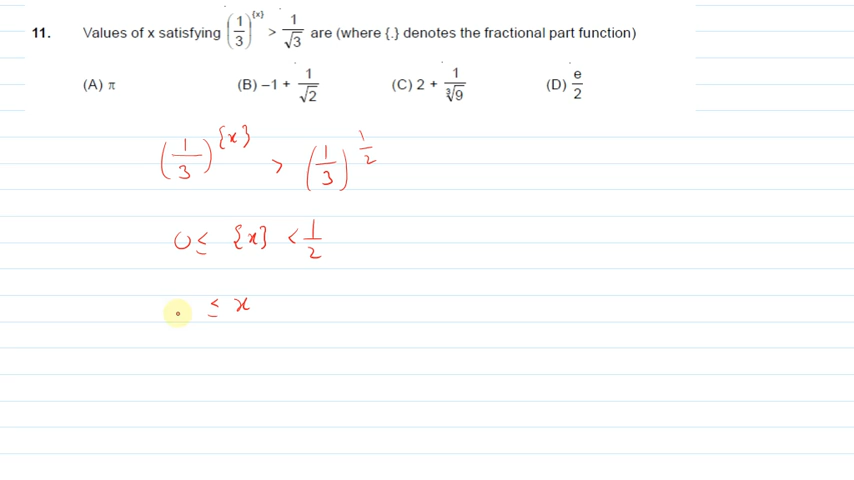 11. Values of x satisfying (1/3)^{x} > 1/√3 are (where {.} denotes the fractional part function)
(A) π (B) –1 + 1/√2 (C) 2 + 1/∛9 (D) e/2
(1/3)^{x} > (1/3)^1/2
0 ≤ {x} < 1/2
≤ x